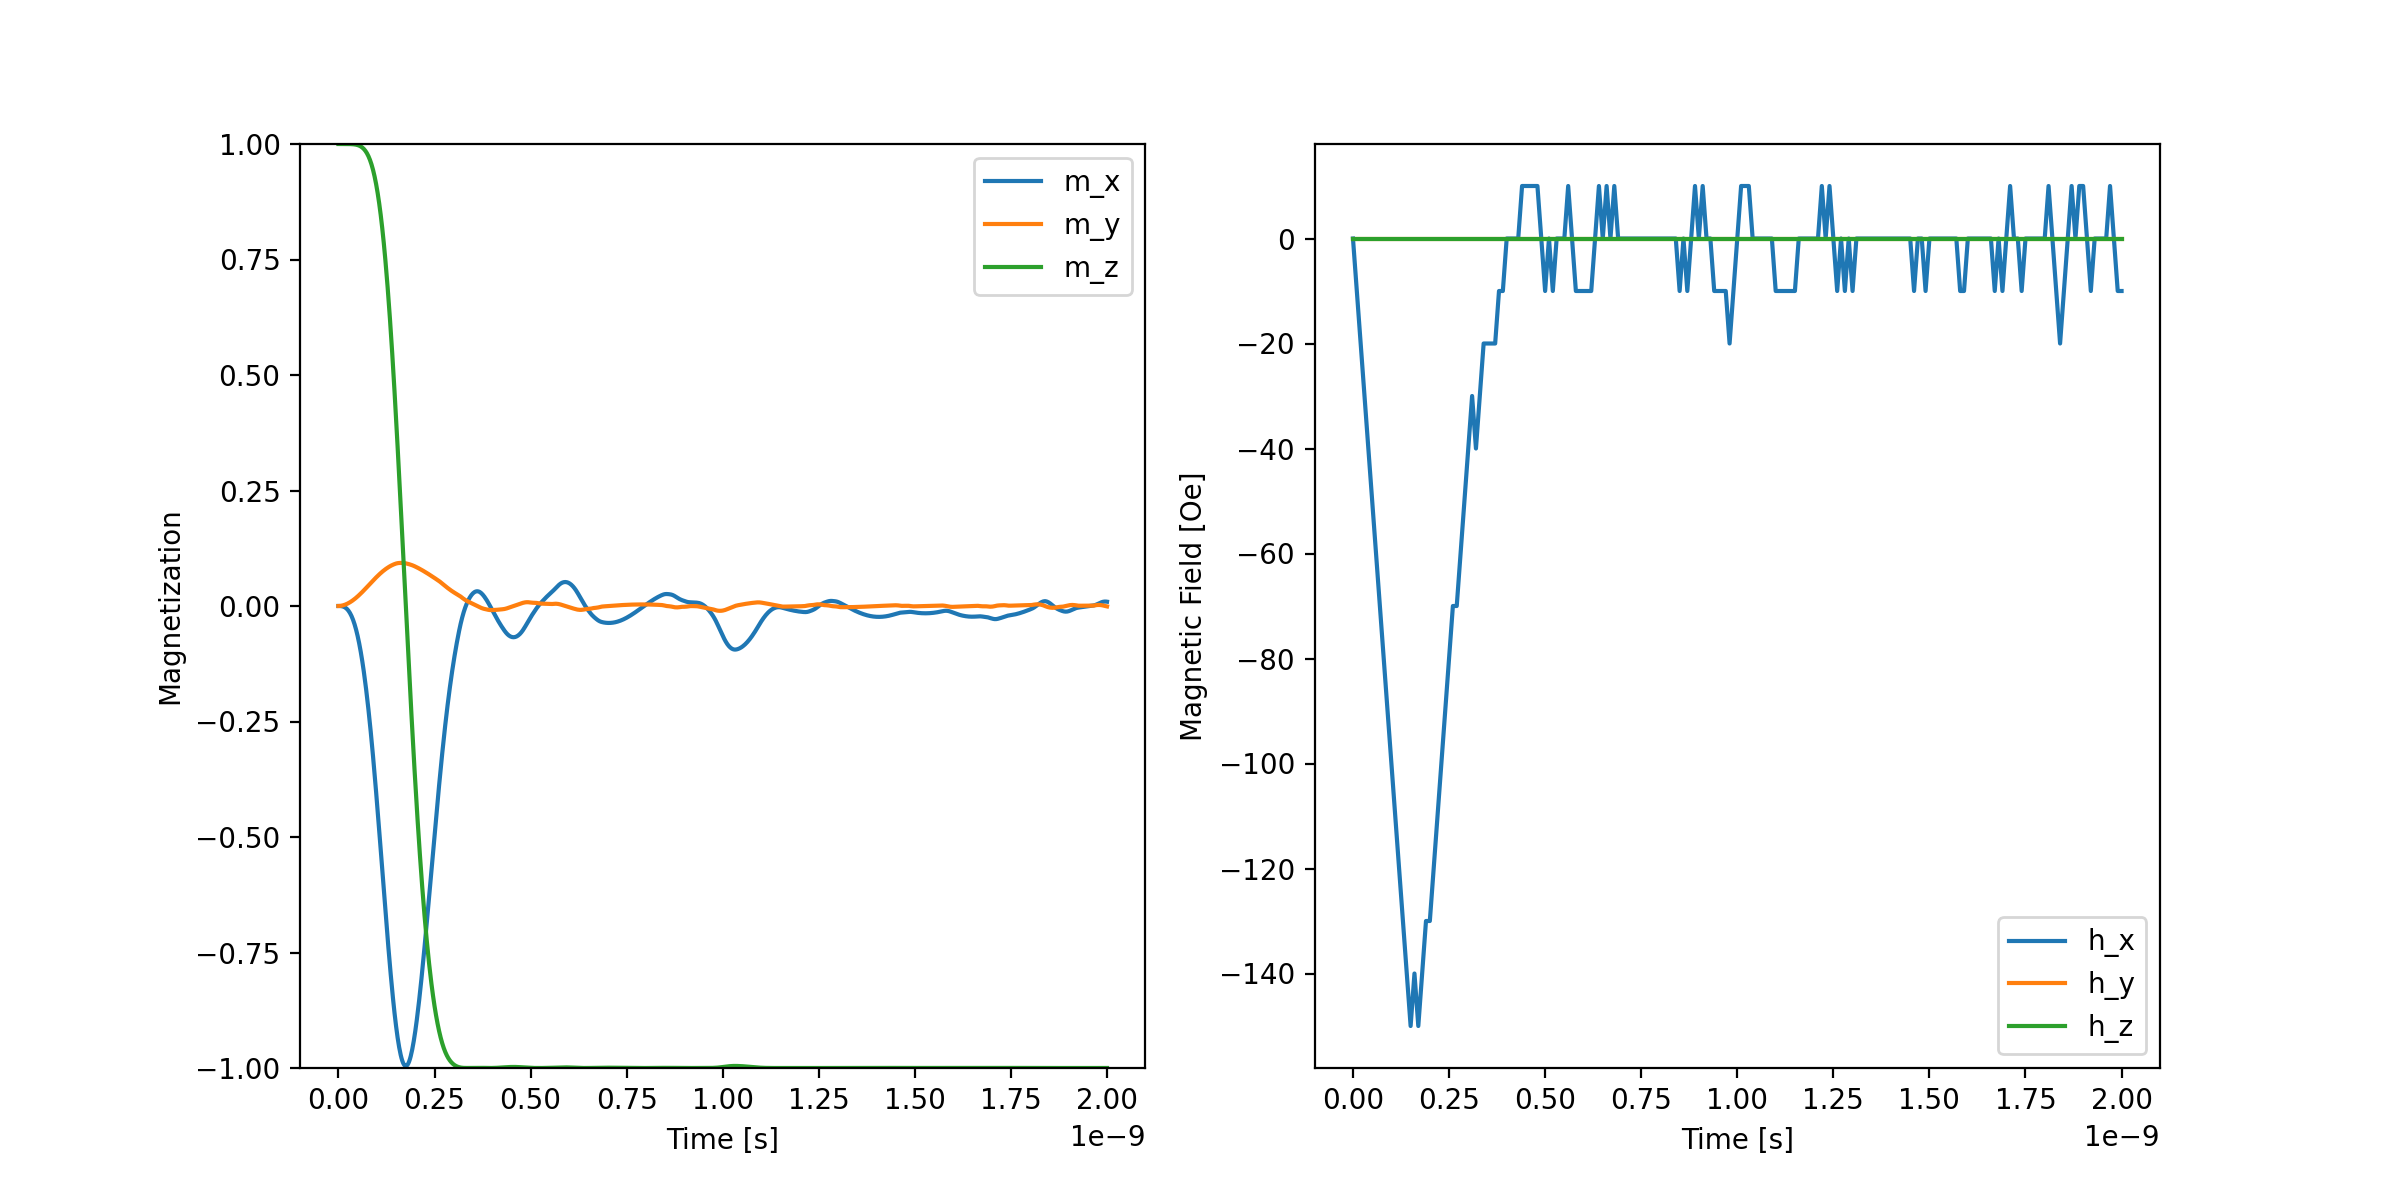 1.00
0.75
0.50
0.25
0.00
−0.25
−0.50
−0.75
−1.00
Magnetization
m_x
m_y
m_z
0.00 0.25 0.50 0.75 1.00 1.25 1.50 1.75 2.00
Time [s]
1e−9
0
−20
−40
−60
−80
−100
−120
−140
Magnetic Field [Oe]
h_x
h_y
h_z
0.00 0.25 0.50 0.75 1.00 1.25 1.50 1.75 2.00
Time [s]
1e−9